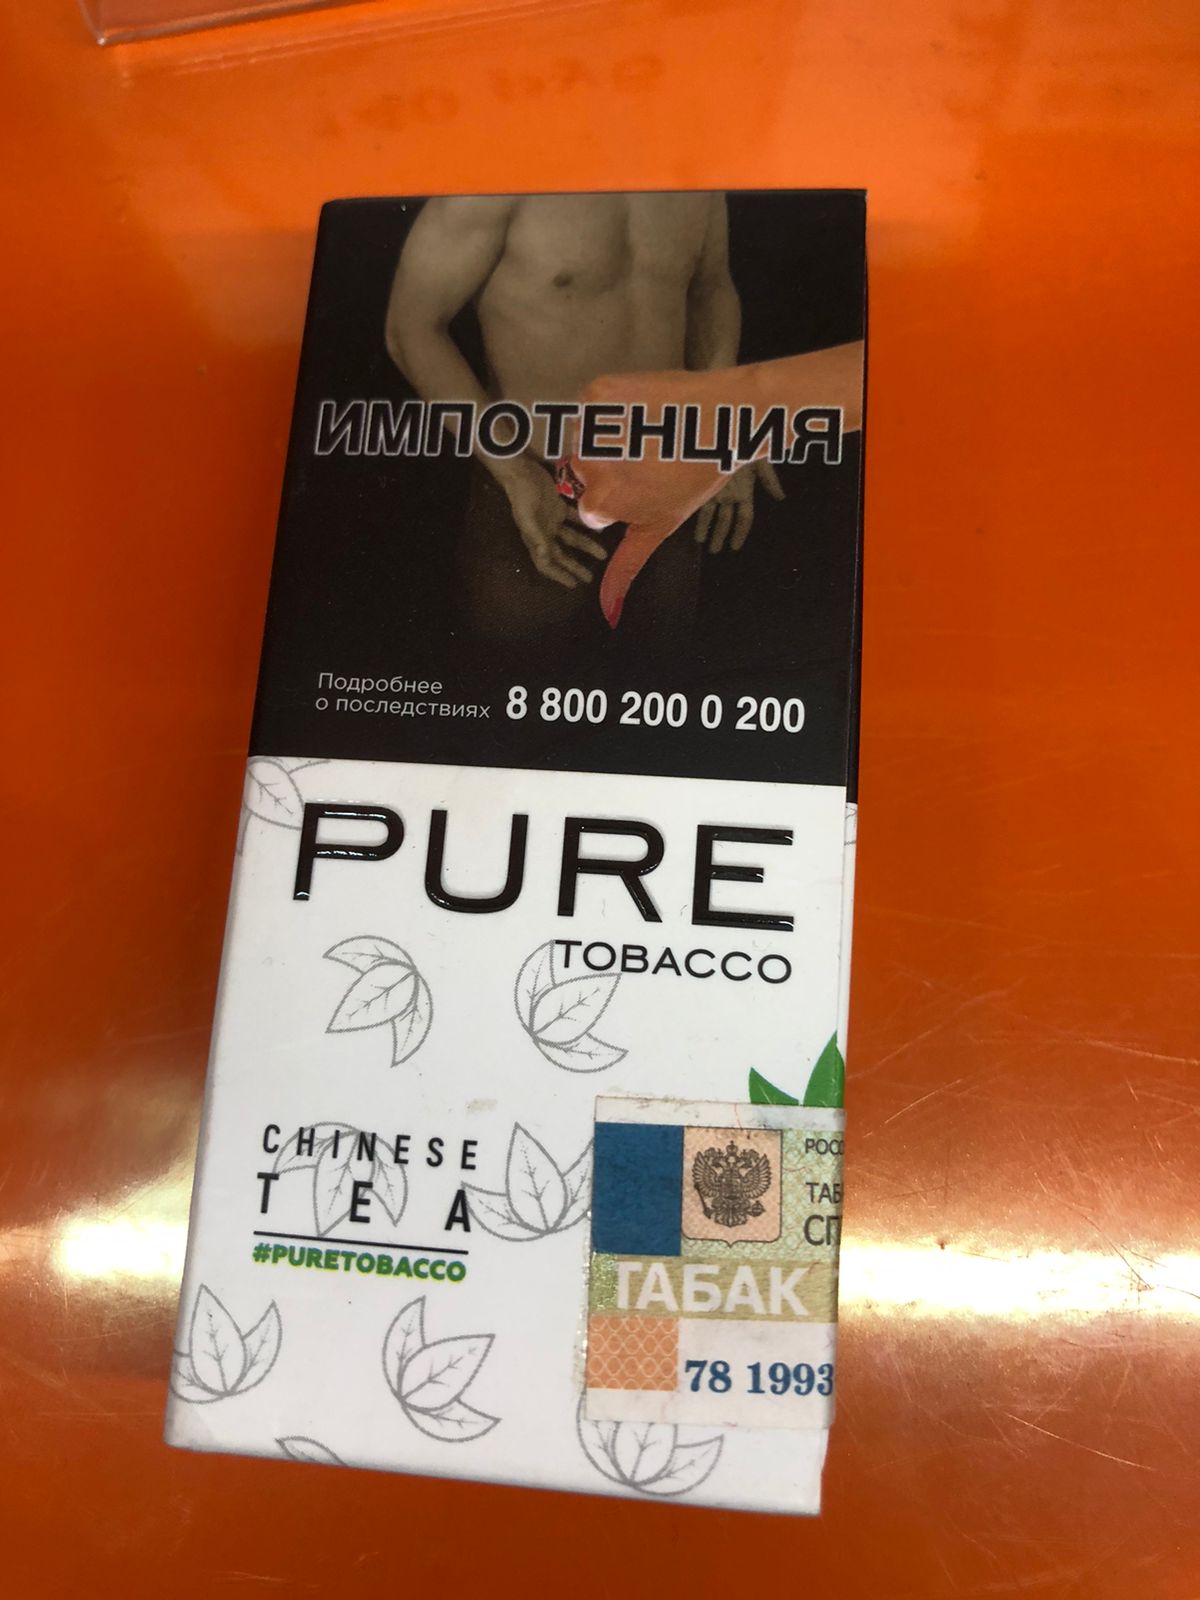 ИМПОТЕНЦИЯ
Подробнее
о последствиях 8 800 200 0 200
PURE
TOBACCO
CHINESE
TEA
#PURETOBACCO
ТАБАК
78 1993